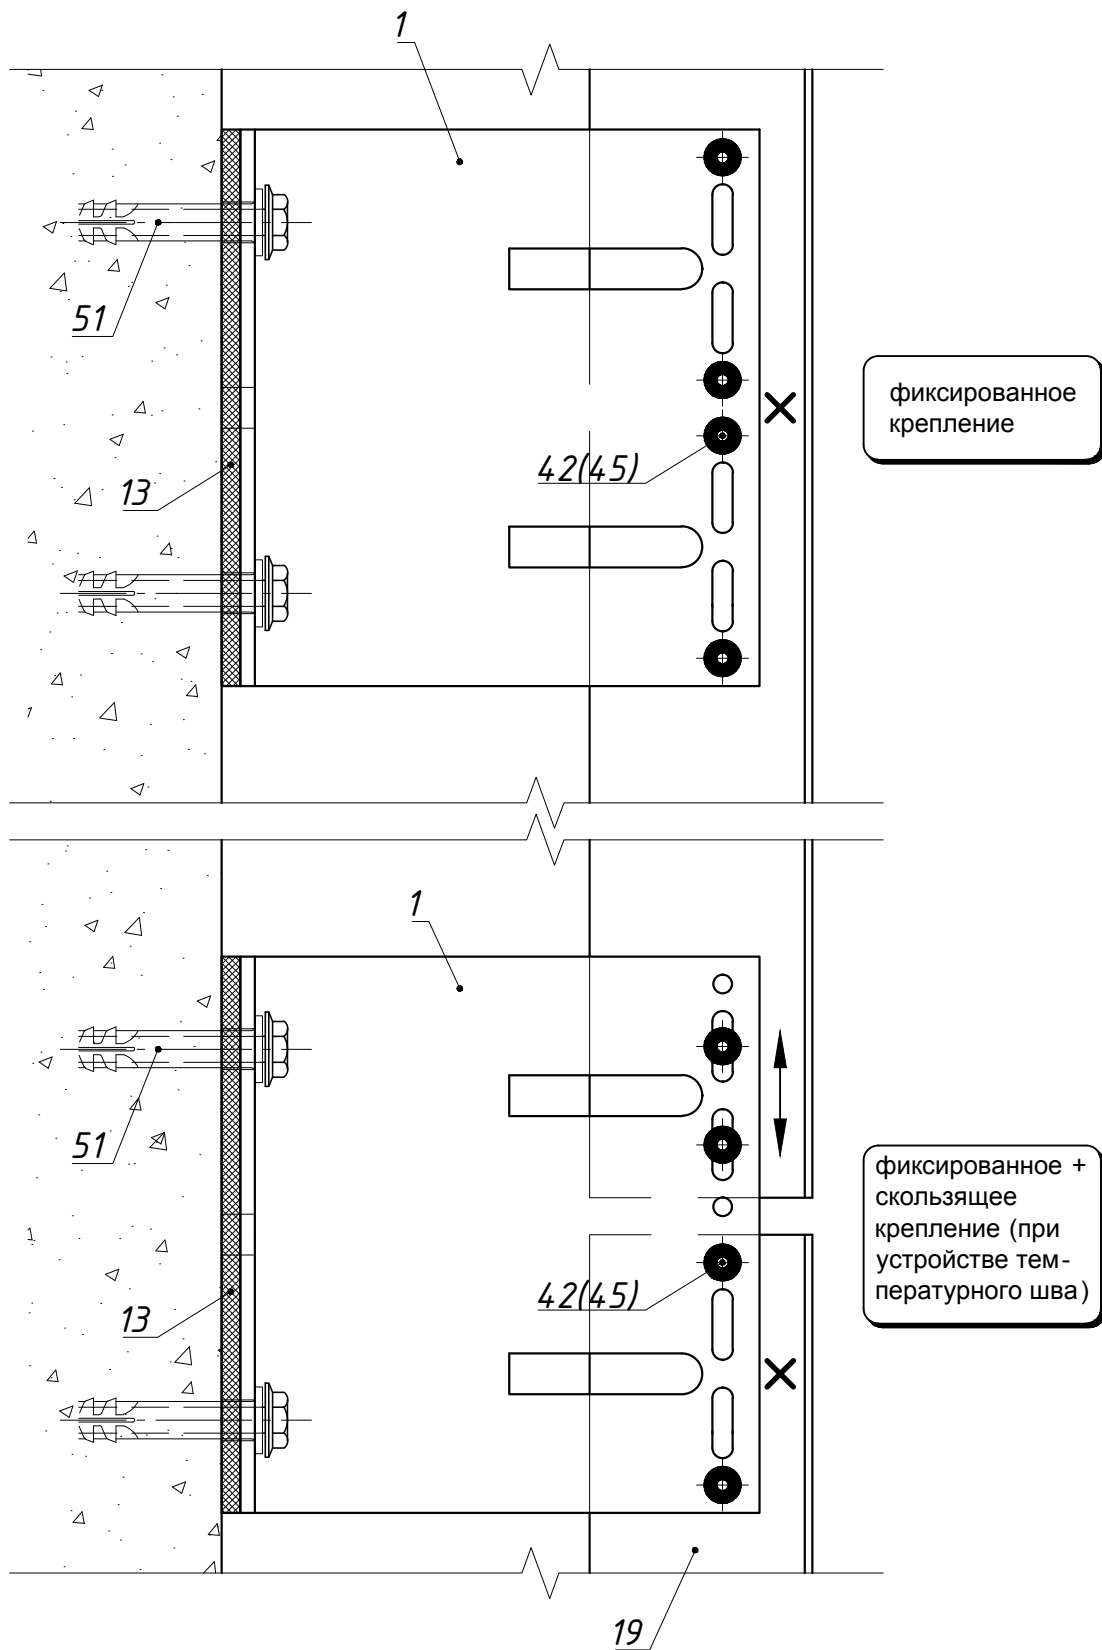 1
51
фиксированное
крепление
42(45)
13
1
51
фиксированное +
скользящее
крепление (при
устройстве тем-
пературного шва)
42(45)
13
19